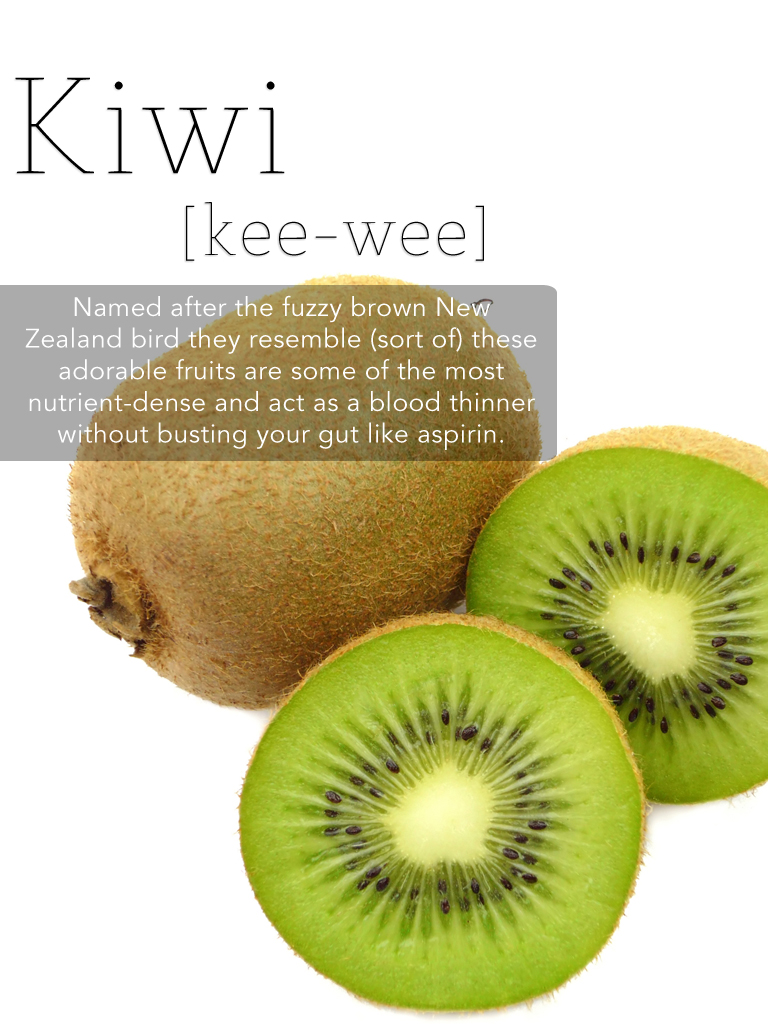 Kiwi
[kee-wee]
Named after the fuzzy brown New
Zealand bird they resemble (sort of) these
adorable fruits are some of the most
nutrient-dense and act as a blood thinner
without busting your gut like aspirin.